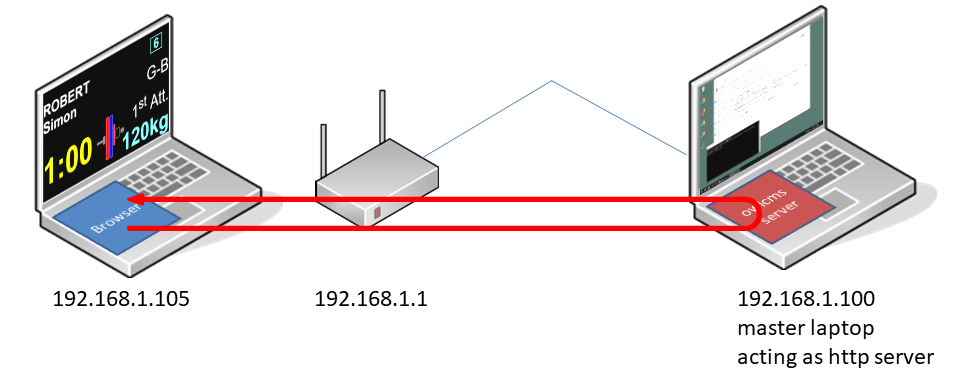 6
ROBERT
Simon
G-B
1st Att.
1:00
120kg
Browser
server
192.168.1.105
192.168.1.1
192.168.1.100
master laptop
acting as http server